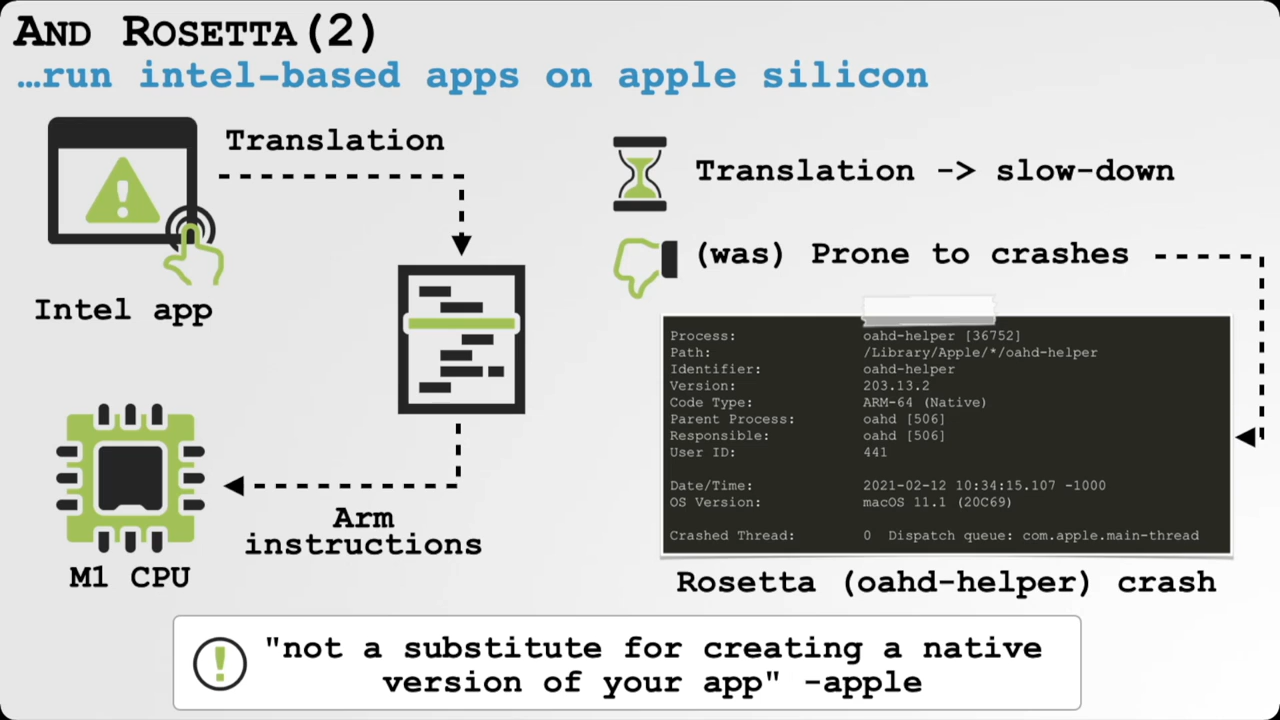 AND ROSETTA(2)
…run intel-based apps on apple silicon
Translation
Intel app
Arm
instructions
M1 CPU
Translation -> slow-down
(was) Prone to crashes
Process: oahd-helper [36752]
Path: /Library/Apple/*/oahd-helper
Identifier: oahd-helper
Version: 203.13.2
Code Type: ARM-64 (Native)
Parent Process: oahd [506]
Responsible: oahd [506]
User ID: 441
Date/Time: 2021-02-12 10:34:15.107 -1000
OS Version: macOS 11.1 (20C69)
Crashed Thread: 0 Dispatch queue: com.apple.main-thread
Rosetta (oahd-helper) crash
"not a substitute for creating a native
version of your app" -apple